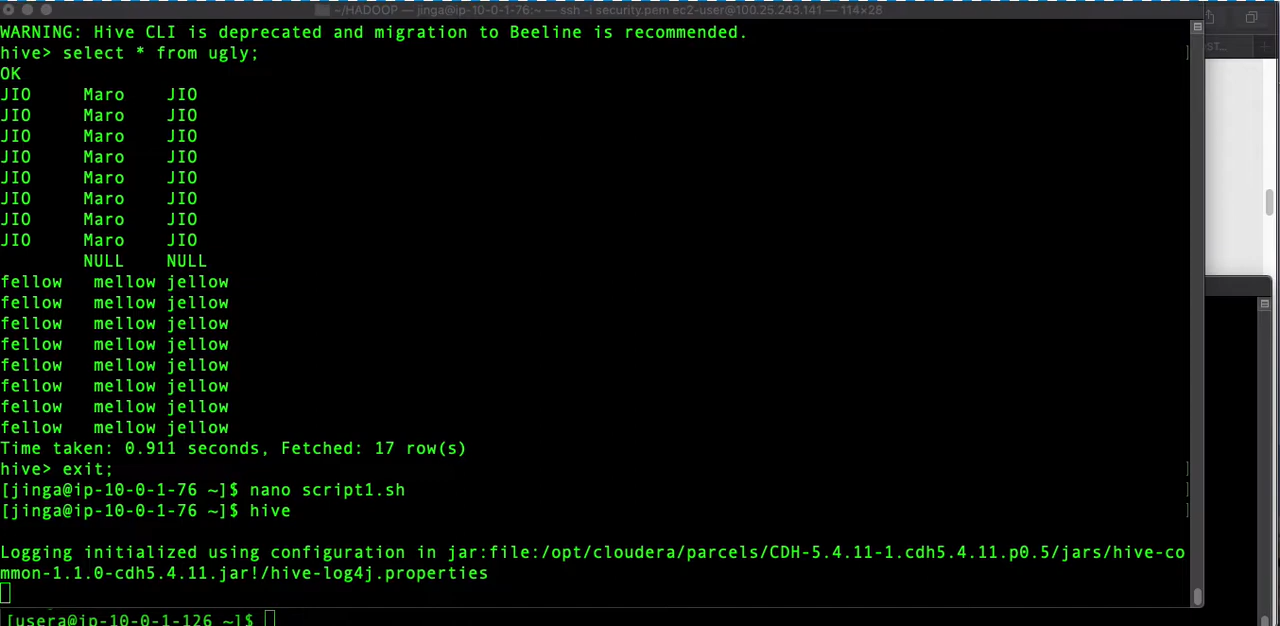 ~/HADOOP — jinga@ip-10-0-1-76:~ — ssh -i security.pem ec2-user@100.25.243.141 — 114×28
WARNING: Hive CLI is deprecated and migration to Beeline is recommended.
hive> select * from ugly;
OK
JIO Maro JIO
JIO Maro JIO
JIO Maro JIO
JIO Maro JIO
JIO Maro JIO
JIO Maro JIO
JIO Maro JIO
JIO Maro JIO
NULL NULL
fellow mellow jellow
fellow mellow jellow
fellow mellow jellow
fellow mellow jellow
fellow mellow jellow
fellow mellow jellow
fellow mellow jellow
fellow mellow jellow
Time taken: 0.911 seconds, Fetched: 17 row(s)
hive> exit;
[jinga@ip-10-0-1-76 ~]$ nano script1.sh
[jinga@ip-10-0-1-76 ~]$ hive
Logging initialized using configuration in jar:file:/opt/cloudera/parcels/CDH-5.4.11-1.cdh5.4.11.p0.5/jars/hive-co
mmon-1.1.0-cdh5.4.11.jar!/hive-log4j.properties
[usera@ip-10-0-1-126 ~]$